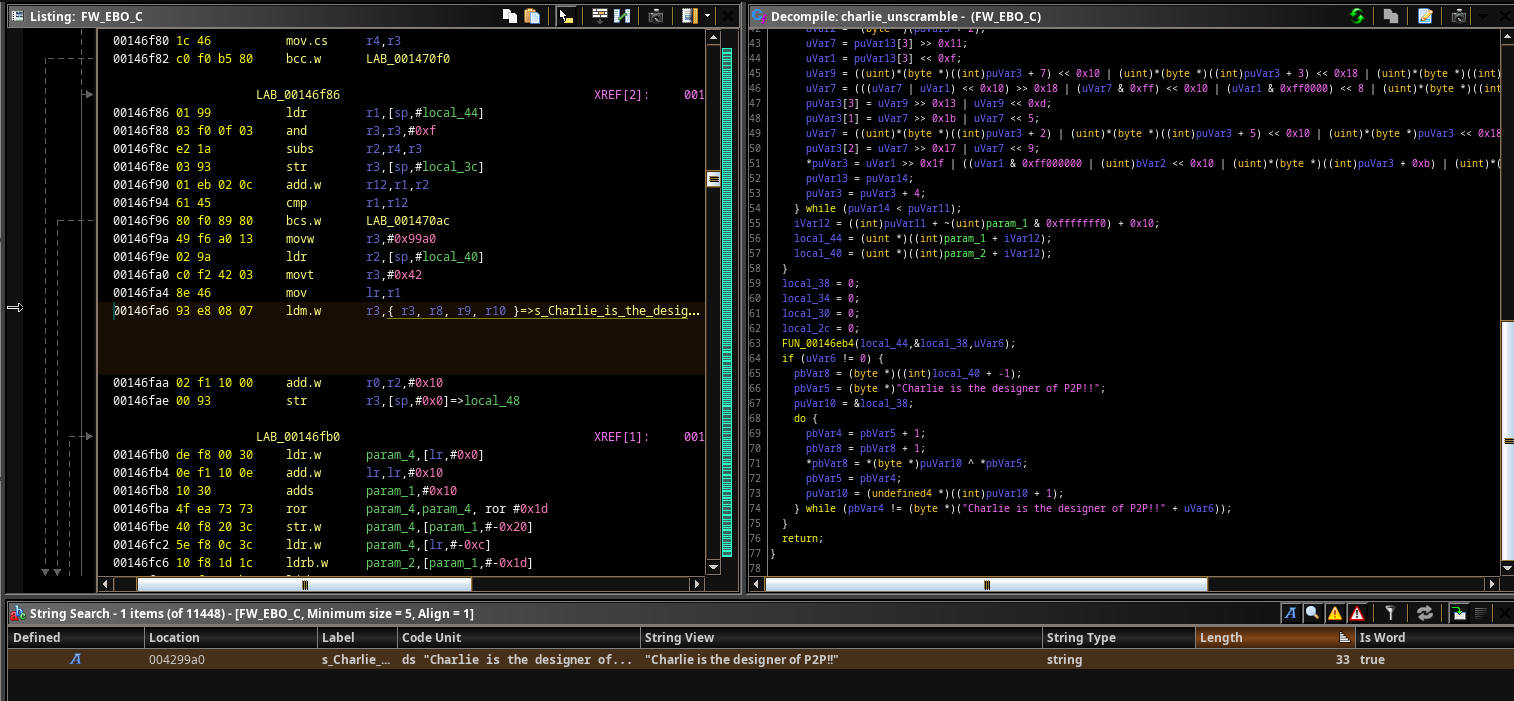 Listing: FW_EBO_C
00146f80 1c 46 mov.cs r4,r3
00146f82 c0 f0 b5 80 bcc.w LAB_001470f0
LAB_00146f86 XREF[2]: 001
00146f86 01 99 ldr r1,[sp,#local_44]
00146f88 03 f0 0f 03 and r3,r3,#0xf
00146f8c e2 1a subs r2,r4,r3
00146f8e 03 93 str r3,[sp,#local_3c]
00146f90 01 eb 02 0c add.w r12,r1,r2
00146f94 61 45 cmp r1,r12
00146f96 80 f0 89 80 bcs.w LAB_001470ac
00146f9a 49 f6 a0 13 movw r3,#0x99a0
00146f9e 02 9a ldr r2,[sp,#local_40]
00146fa0 c0 f2 42 03 movt r3,#0x42
00146fa4 8e 46 mov lr,r1
00146fa6 93 e8 08 07 ldm.w r3,{ r3, r8, r9, r10 }=>s_Charlie_is_the_desig...
00146faa 02 f1 10 00 add.w r0,r2,#0x10
00146fae 00 93 str r3,[sp,#0x0]=>local_48
LAB_00146fb0 XREF[1]: 001
00146fb0 de f8 00 30 ldr.w param_4,[lr,#0x0]
00146fb4 0e f1 10 0e add.w lr,lr,#0x10
00146fb8 10 30 adds param_1,#0x10
00146fba 4f ea 73 73 ror param_4,param_4, ror #0x1d
00146fbe 40 f8 20 3c str.w param_4,[param_1,#-0x20]
00146fc2 5e f8 0c 3c ldr.w param_4,[lr,#-0xc]
00146fc6 10 f8 1d 1c ldrb.w param_2,[param_1,#-0x1d]
Decompile: charlie_unscramble - (FW_EBO_C)
43 uVar7 = puVar13[3] >> 0x11;
44 uVar1 = puVar13[3] << 0xf;
45 uVar9 = ((uint)*(byte *)((int)puVar3 + 7) << 0x10 | (uint)*(byte *)((int)puVar3 + 3) << 0x18 | (uint)*(byte *)((int)
46 uVar7 = (((uVar7 | uVar1) << 0x10) >> 0x18 | (uVar7 & 0xff) << 0x10 | (uVar1 & 0xff0000) << 8 | (uint)*(byte *)((int
47 puVar3[3] = uVar9 >> 0x13 | uVar9 << 0xd;
48 puVar3[1] = uVar7 >> 0x1b | uVar7 << 5;
49 uVar7 = ((uint)*(byte *)((int)puVar3 + 2) | (uint)*(byte *)((int)puVar3 + 5) << 0x10 | (uint)*(byte *)puVar3 << 0x18
50 puVar3[2] = uVar7 >> 0x17 | uVar7 << 9;
51 *puVar3 = uVar1 >> 0x1f | ((uVar1 & 0xff000000 | (uint)bVar2 << 0x10 | (uint)*(byte *)((int)puVar3 + 0xb) | (uint)*(
52 puVar13 = puVar14;
53 puVar3 = puVar3 + 4;
54 } while (puVar14 < puVar11);
55 iVar12 = ((int)puVar11 + ~(uint)param_1 & 0xfffffff0) + 0x10;
56 local_44 = (uint *)((int)param_1 + iVar12);
57 local_40 = (uint *)((int)param_2 + iVar12);
58 }
59 local_38 = 0;
60 local_34 = 0;
61 local_30 = 0;
62 local_2c = 0;
63 FUN_00146eb4(local_44,&local_38,uVar6);
64 if (uVar6 != 0) {
65 pbVar8 = (byte *)((int)local_40 + -1);
66 pbVar5 = (byte *)"Charlie is the designer of P2P!!";
67 puVar10 = &local_38;
68 do {
69 pbVar4 = pbVar5 + 1;
70 pbVar8 = pbVar8 + 1;
71 *pbVar8 = *(byte *)puVar10 ^ *pbVar5;
72 pbVar5 = pbVar4;
73 puVar10 = (undefined4 *)((int)puVar10 + 1);
74 } while (pbVar4 != (byte *)("Charlie is the designer of P2P!!" + uVar6));
75 }
76 return;
77 }
78
String Search - 1 items (of 11448) - [FW_EBO_C, Minimum size = 5, Align = 1]
Defined Location Label Code Unit String View String Type Length Is Word
A 004299a0 s_Charlie_... ds "Charlie is the designer of... "Charlie is the designer of P2P!!" string 33 true